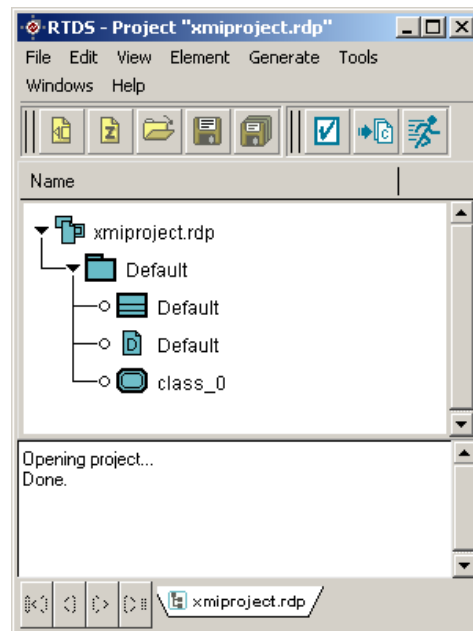 RTDS - Project "xmiproject.rdp"
File Edit View Element Generate Tools
Windows Help
Name
xmiproject.rdp
Default
Default
D Default
class_0
Opening project...
Done.
xmiproject.rdp